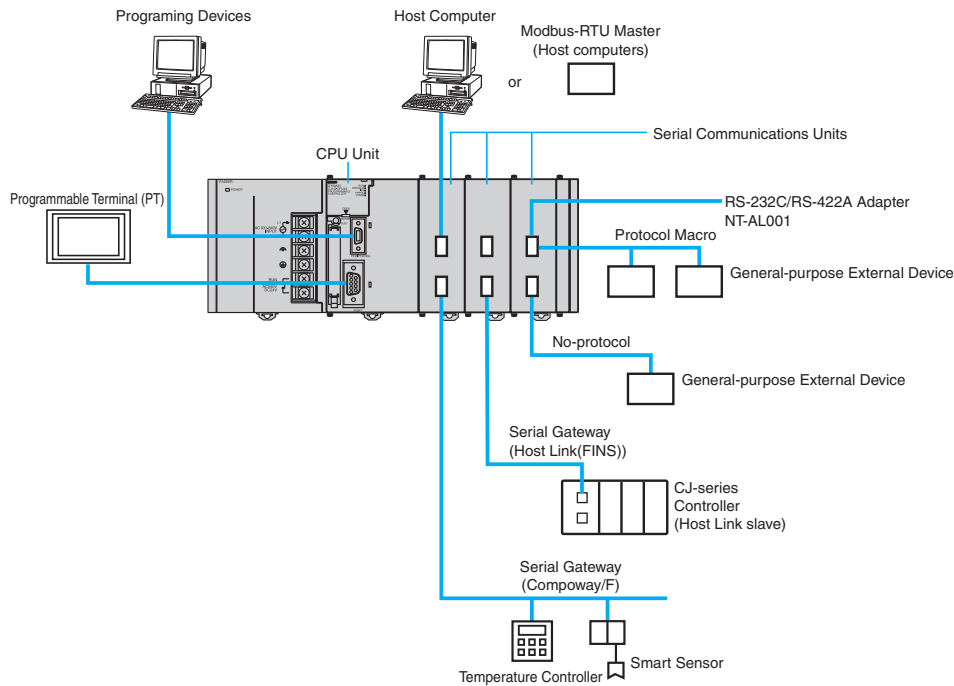 Programing Devices
Host Computer
Modbus-RTU Master
(Host computers)
or
Serial Communications Units
CPU Unit
Programmable Terminal (PT)
POWER
RS-232C/RS-422A Adapter
NT-AL001
Protocol Macro
General-purpose External Device
No-protocol
General-purpose External Device
Serial Gateway
(Host Link(FINS))
CJ-series
Controller
(Host Link slave)
Serial Gateway
(Compoway/F)
Temperature Controller
Smart Sensor